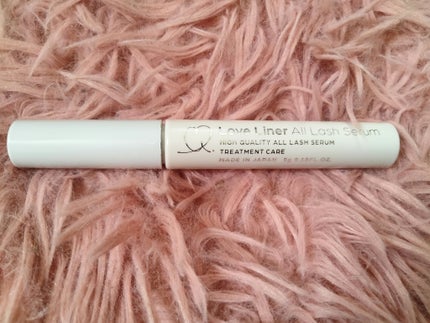 Love Liner All Lash Serum
HIGH QUALITY ALL LASH SERUM
TREATMENT CARE
MADE IN JAPAN